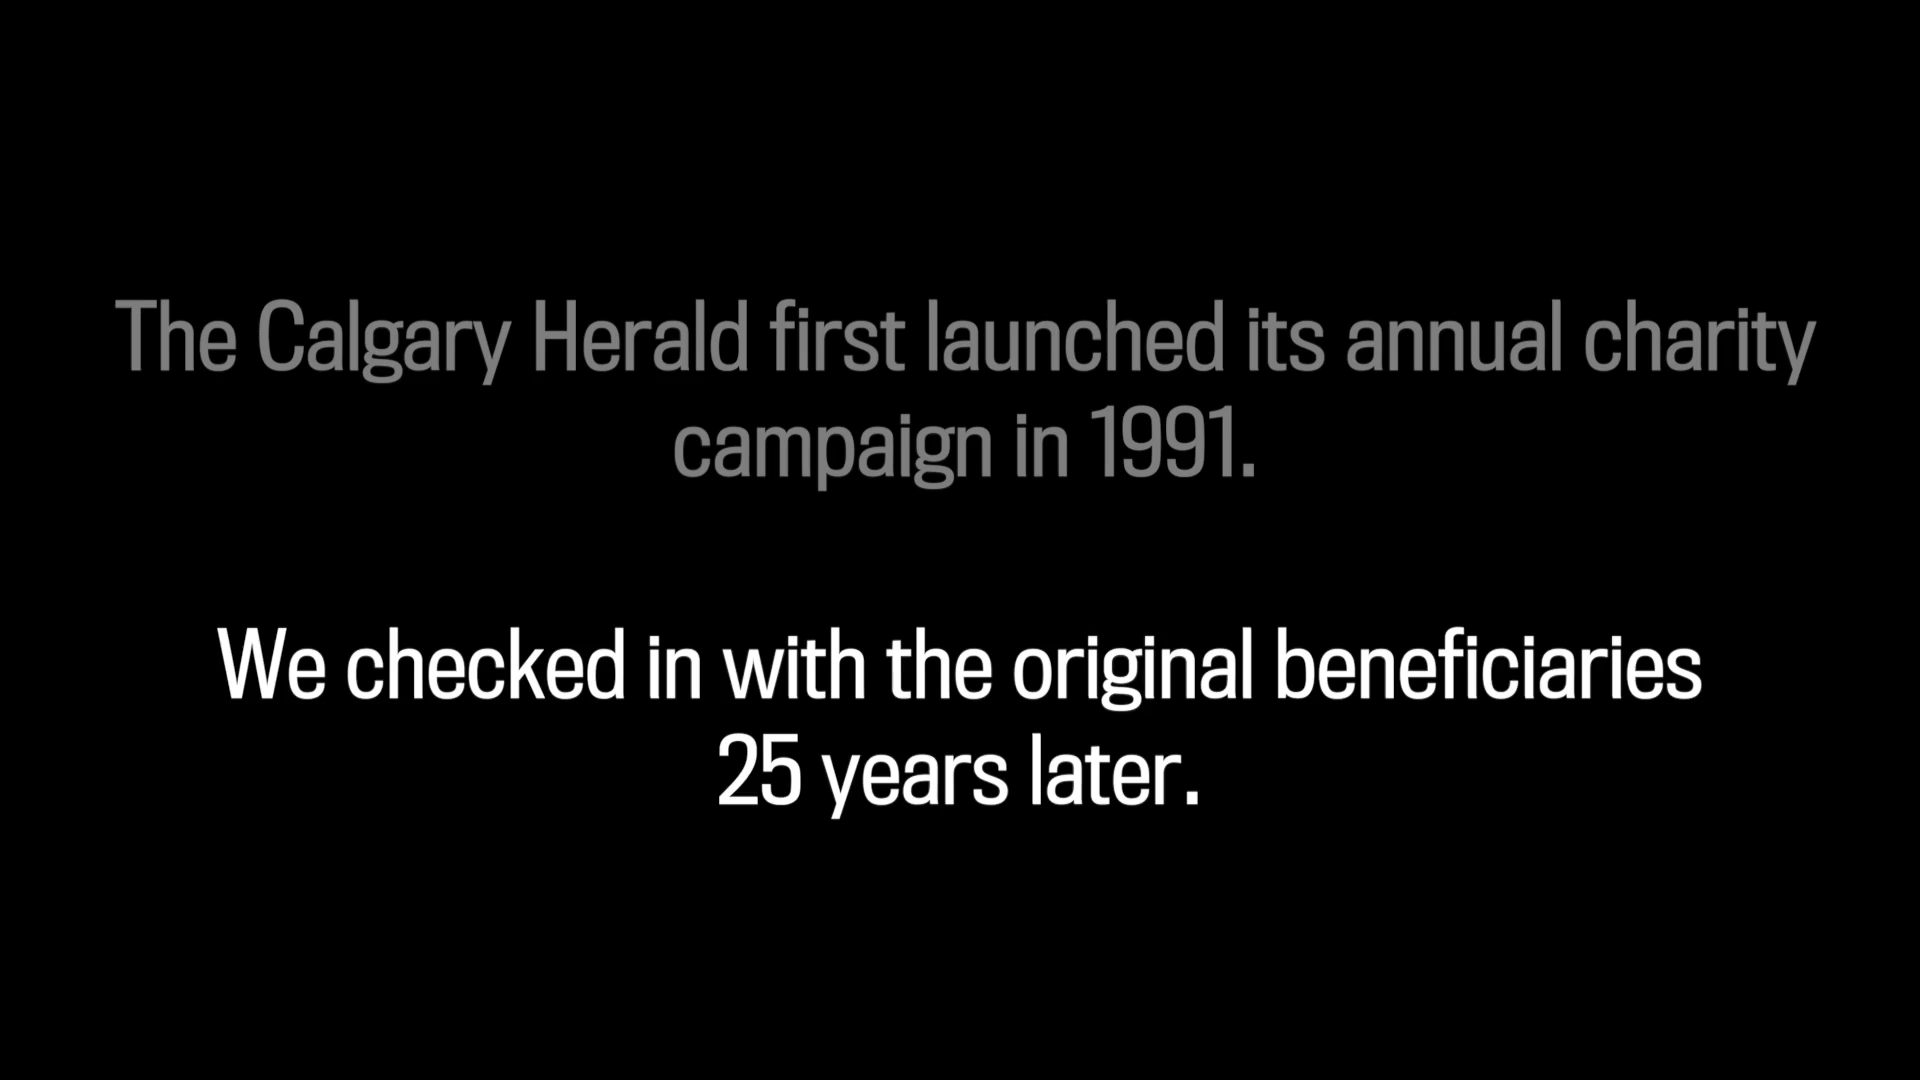 The Calgary Herald first launched its annual charity
campaign in 1991.
We checked in with the original beneficiaries
25 years later.